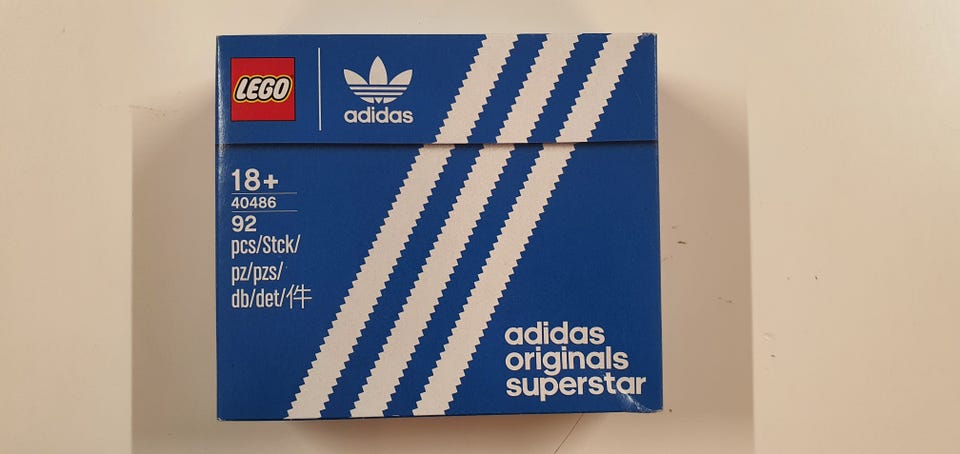 LEGO
adidas
18+
40486
92
pcs/Stck/
pz/pzs/
db/det/件
adidas
originals
superstar